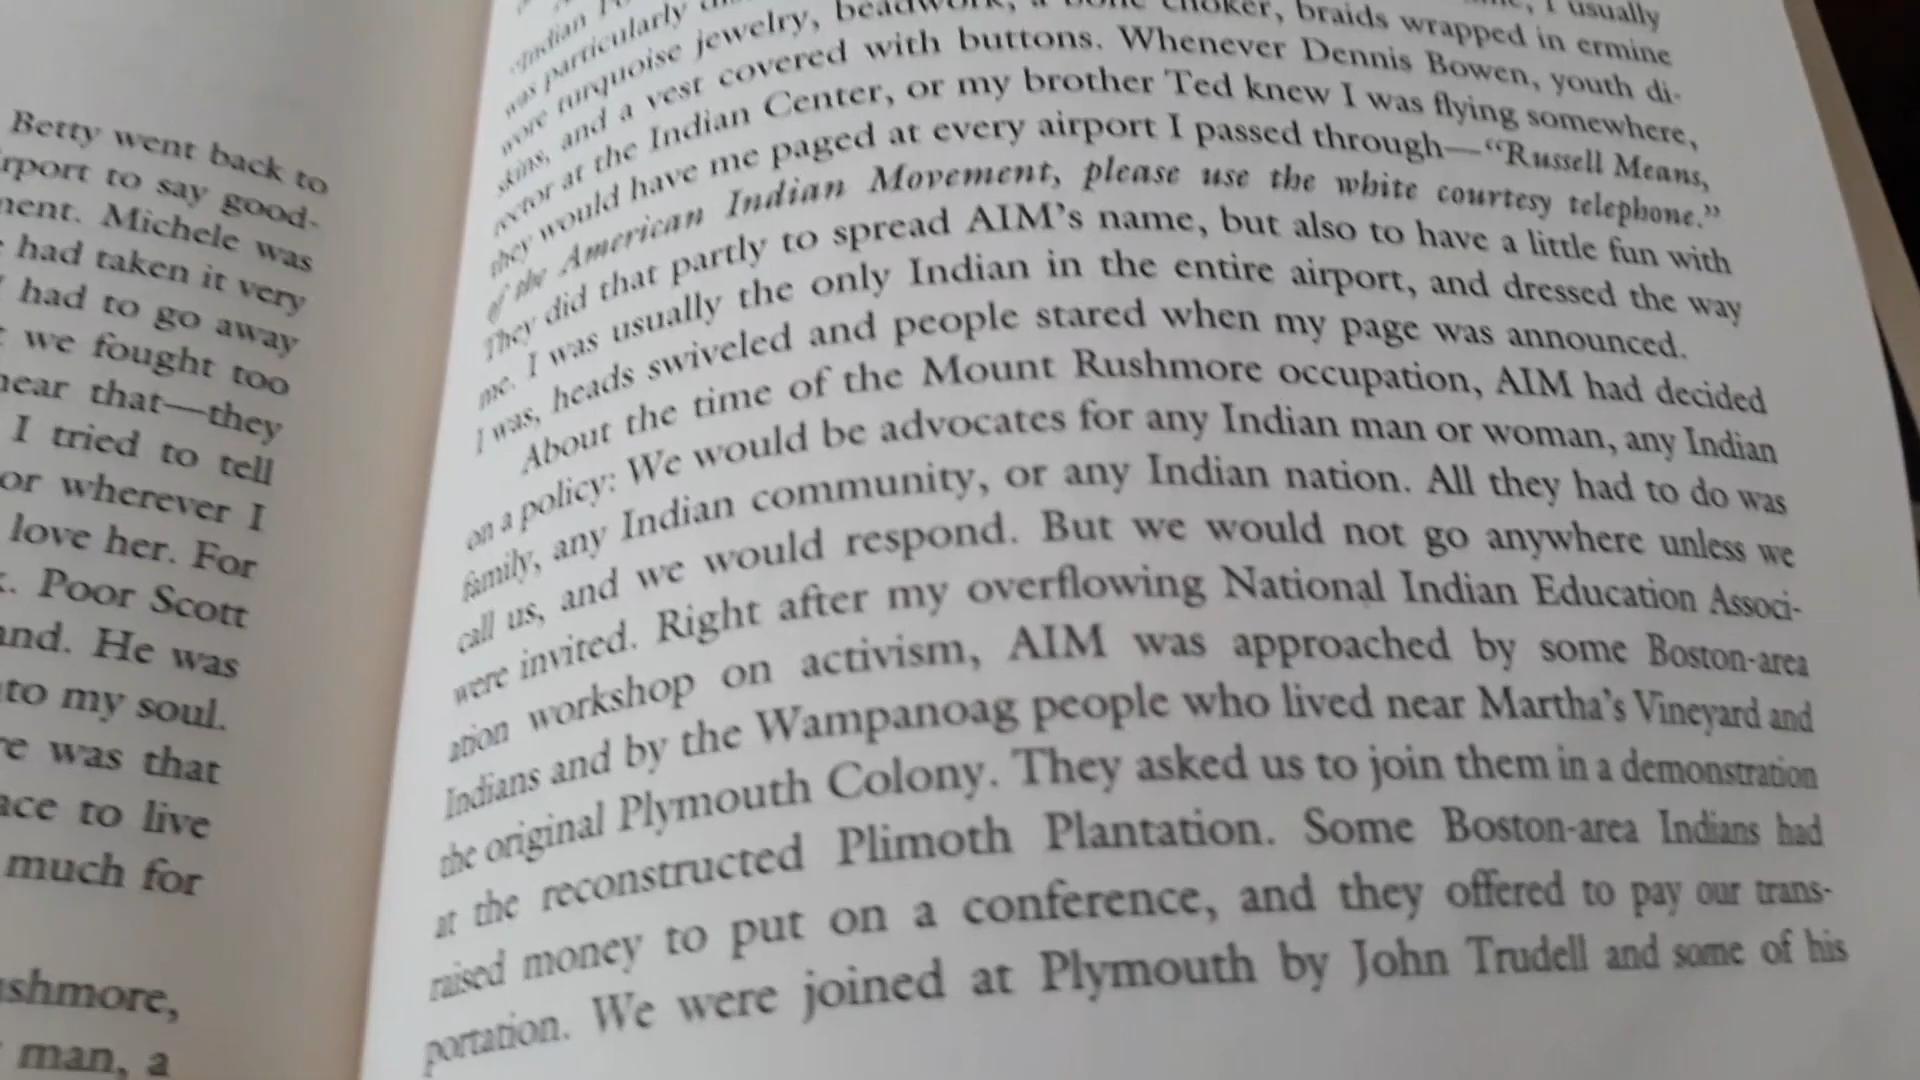 Betty went back to
rport to say good-
nent. Michele was
had taken it very
had to go away
we fought too
near that—they
I tried to tell
or wherever I
love her. For
Poor Scott
and. He was
to my soul.
re was that
ace to live
much for
shmore,
man, a
I usually
"Indian
was particularly
wore turquoise jewelry, beadwork, a bone choker, braids wrapped in ermine
skins, and a vest covered with buttons. Whenever Dennis Bowen, youth di-
rector at the Indian Center, or my brother Ted knew I was flying somewhere,
they would have me paged at every airport I passed through—"Russell Means,
of the American Indian Movement, please use the white courtesy telephone."
They did that partly to spread AIM's name, but also to have a little fun with
me. I was usually the only Indian in the entire airport, and dressed the way
I was, heads swiveled and people stared when my page was announced.
About the time of the Mount Rushmore occupation, AIM had decided
on a policy: We would be advocates for any Indian man or woman, any Indian
family, any Indian community, or any Indian nation. All they had to do was
call us, and we would respond. But we would not go anywhere unless we
were invited. Right after my overflowing National Indian Education Associ-
ation workshop on activism, AIM was approached by some Boston-area
Indians and by the Wampanoag people who lived near Martha's Vineyard and
the original Plymouth Colony. They asked us to join them in a demonstration
at the reconstructed Plimoth Plantation. Some Boston-area Indians had
raised money to put on a conference, and they offered to pay our trans-
portation. We were joined at Plymouth by John Trudell and some of his